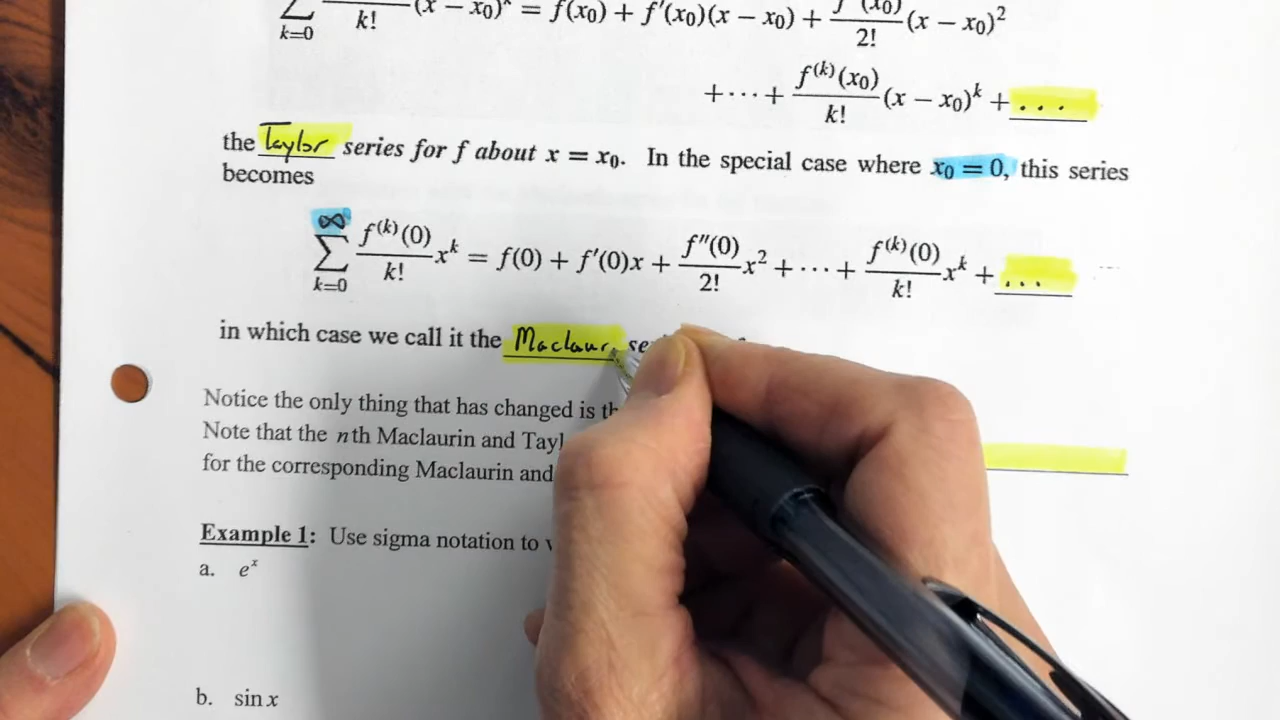 ∑ k=0 k! (x − x₀)ᵏ = f(x₀) + f′(x₀)(x − x₀) + f″(x₀)/2! (x − x₀)²
+ ··· + f⁽ᵏ⁾(x₀)/k! (x − x₀)ᵏ + ...
the Taylor series for f about x = x₀. In the special case where x₀ = 0, this series
becomes
∑ k=0 ∞ f⁽ᵏ⁾(0)/k! xᵏ = f(0) + f′(0)x + f″(0)/2! x² + ··· + f⁽ᵏ⁾(0)/k! xᵏ + ...
in which case we call it the Maclaur
Notice the only thing that has changed is
Note that the nth Maclaurin and
for the corresponding Maclaurin and
Example 1: Use sigma notation to
a. eˣ
b. sin x